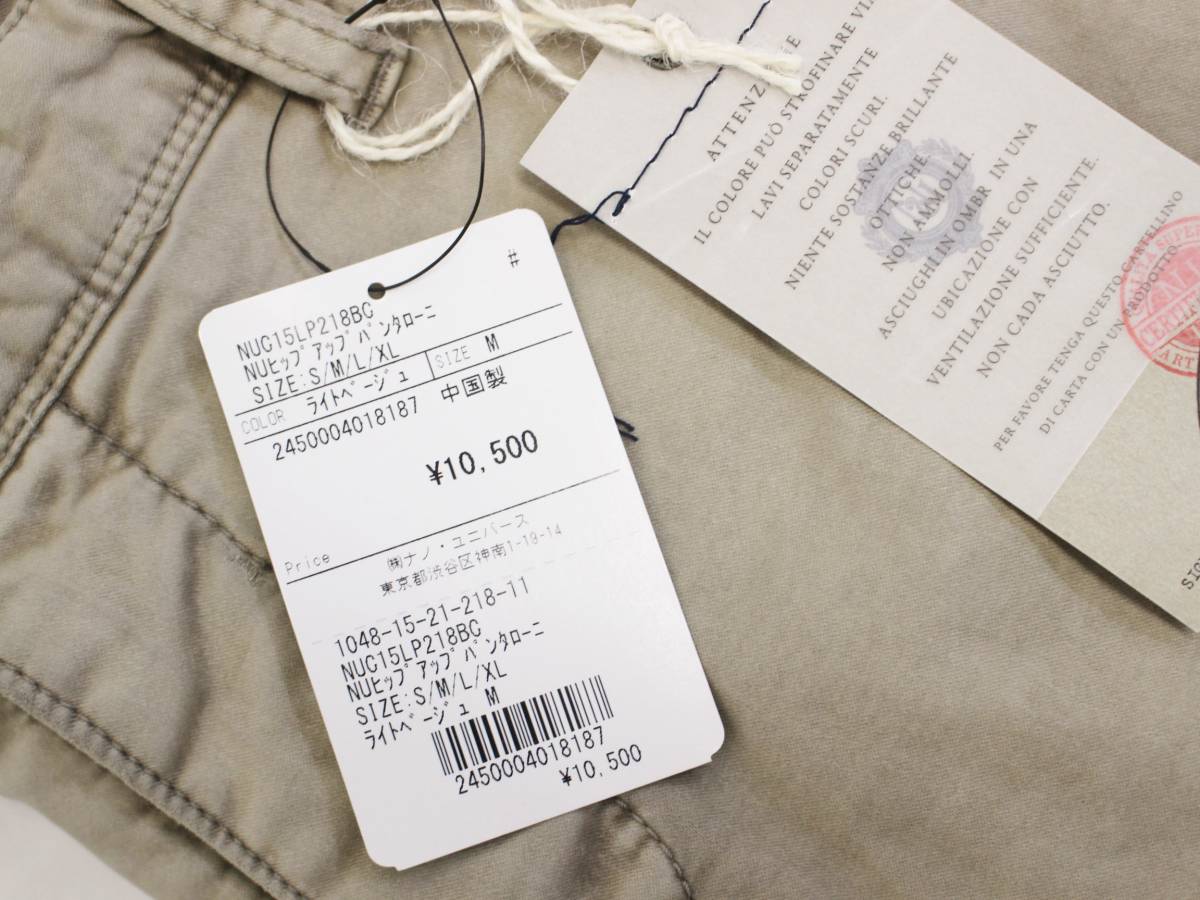 #
NUC15LP218BC
NUヒップアップパンタローニ
SIZE:S/M/L/XL
COLOR ライトベージュ SIZE M
2450004018187 中国製
¥10,500
Price
㈱ナノ・ユニバース
東京都渋谷区神南1-19-14
1048-15-21-218-11
NUC15LP218BC
NUヒップアップパンタローニ
SIZE:S/M/L/XL
ライトベージュ M
2450004018187
¥10,500
ATTENZIONE
IL COLORE PUÒ STROFINARE VIA
LAVI SEPARATAMENTE
COLORI SCURI.
NIENTE SOSTANZE BRILLANTE
OTTICHE
NON AMMOLLI.
ASCIUGHI IN OMBR IN UNA
UBICAZIONE CON
VENTILAZIONE SUFFICIENTE.
NON CADA ASCIUTTO.
PER FAVORE TENGA QUESTO CARTELLINO
DI CARTA CON UN PRODOTTO.